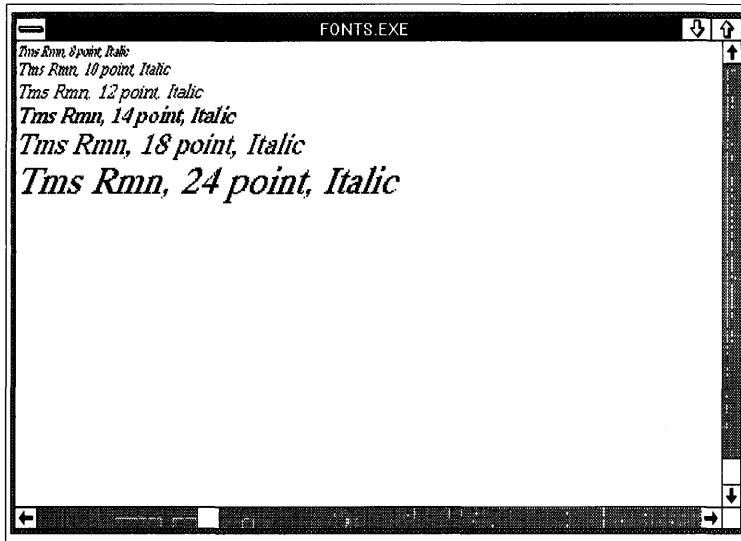 FONTS.EXE
Tms Rmn, 8 point, Italic
Tms Rmn, 10 point, Italic
Tms Rmn, 12 point, Italic
Tms Rmn, 14 point, Italic
Tms Rmn, 18 point, Italic
Tms Rmn, 24 point, Italic